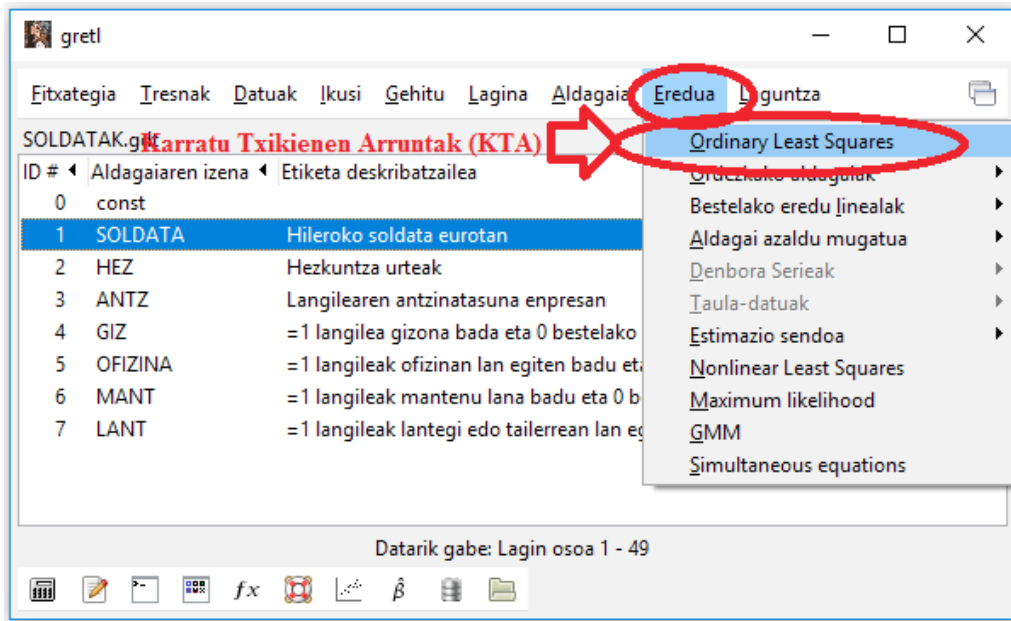 gretl
Fitxategia Tresnak Datuak Ikusi Gehitu Lagina Aldagaia Eredua Laguntza
SOLDATAK.gdt
Karratu Txikienen Arruntak (KTA)
ID # Aldagaiaren izena Etiketa deskribatzailea
0 const
1 SOLDATA Hileroko soldata eurotan
2 HEZ Hezkuntza urteak
3 ANTZ Langilearen antzinatasuna enpresan
4 GIZ =1 langilea gizona bada eta 0 bestelako
5 OFIZINA =1 langileak ofizinan lan egiten badu eta
6 MANT =1 langileak mantenu lana badu eta 0 b
7 LANT =1 langileak lantegi edo tailerrean lan eg
Ordinary Least Squares
Ordezkako aldagaiak
Bestelako eredu linealak
Aldagai azaldu mugatua
Denbora Serieak
Taula-datuak
Estimazio sendoa
Nonlinear Least Squares
Maximum likelihood
GMM
Simultaneous equations
Datarik gabe: Lagin osoa 1 - 49
fx
β̂